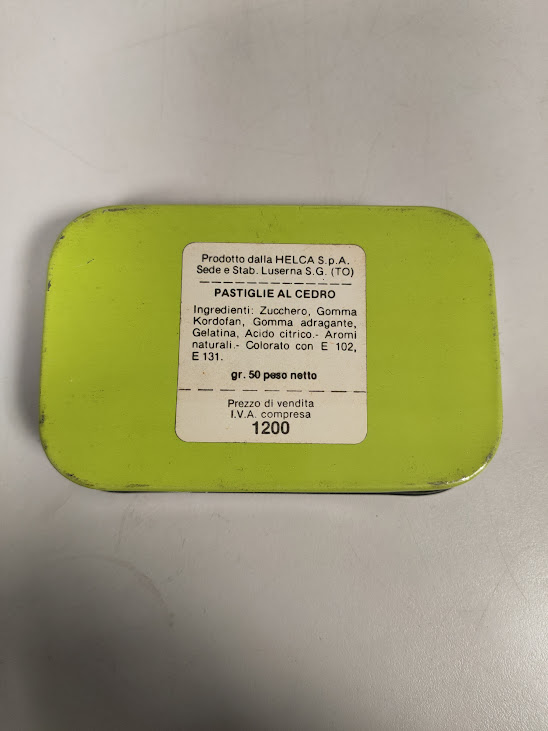 Prodotto dalla HELCA S.p.A.
Sede e Stab. Luserna S.G. (TO)
PASTIGLIE AL CEDRO
Ingredienti: Zucchero, Gomma
Kordofan, Gomma adragante,
Gelatina, Acido citrico.- Aromi
naturali.- Colorato con E 102,
E 131.
gr. 50 peso netto
Prezzo di vendita
I.V.A. compresa
1200